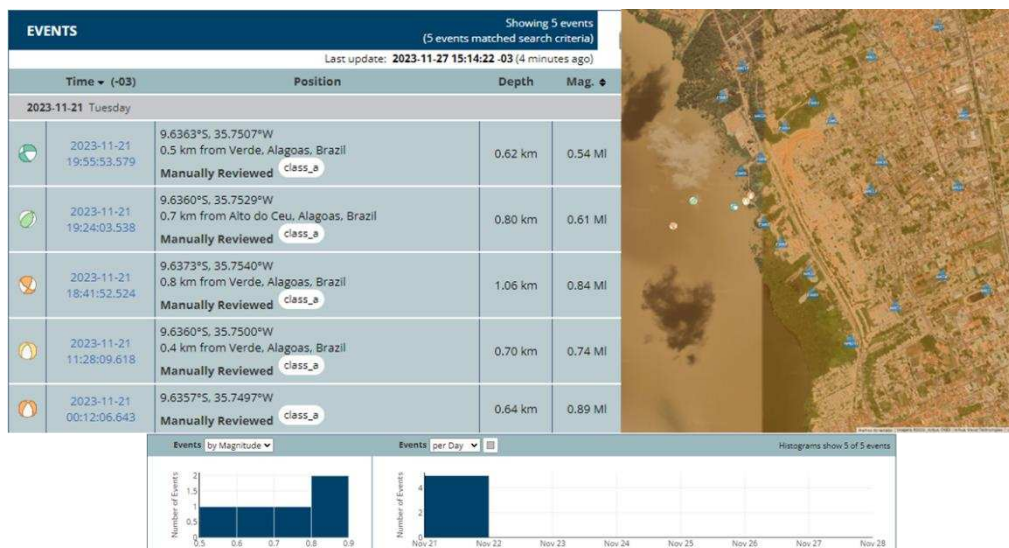 EVENTS
Showing 5 events
(5 events matched search criteria)
Last update: 2023-11-27 15:14:22 -03 (4 minutes ago)
Time (-03) Position Depth Mag.
2023-11-21 Tuesday
2023-11-21
19:55:53.579
9.6363°S, 35.7507°W
0.5 km from Verde, Alagoas, Brazil
Manually Reviewed class_a
0.62 km
0.54 Ml
2023-11-21
19:24:03.538
9.6360°S, 35.7529°W
0.7 km from Alto do Ceu, Alagoas, Brazil
Manually Reviewed class_a
0.80 km
0.61 Ml
2023-11-21
18:41:52.524
9.6373°S, 35.7540°W
0.8 km from Verde, Alagoas, Brazil
Manually Reviewed class_a
1.06 km
0.84 Ml
2023-11-21
11:28:09.618
9.6360°S, 35.7500°W
0.4 km from Verde, Alagoas, Brazil
Manually Reviewed class_a
0.70 km
0.74 Ml
2023-11-21
00:12:06.643
9.6357°S, 35.7497°W
Manually Reviewed class_a
0.64 km
0.89 Ml
Events by Magnitude
Events per Day
Histograms show 5 of 5 events
Number of Events
2
1.5
1
0.5
0
0.5 0.6 0.7 0.8 0.9
Number of Events
4
2
0
Nov 21 Nov 22 Nov 23 Nov 24 Nov 25 Nov 26 Nov 27 Nov 28